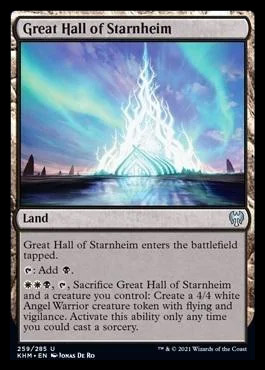 Great Hall of Starnheim
Land
Great Hall of Starnheim enters the battlefield
tapped.
: Add .
, , Sacrifice Great Hall of Starnheim
and a creature you control: Create a 4/4 white
Angel Warrior creature token with flying and
vigilance. Activate this ability only any time
you could cast a sorcery.
259/285 U
KHM • EN Jonas De Ro
™ & © 2021 Wizards of the Coast